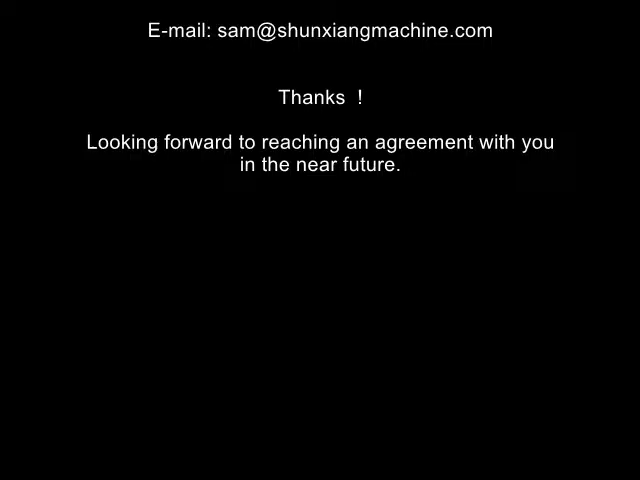 E-mail: sam@shunxiangmachine.com
Thanks !
Looking forward to reaching an agreement with you
in the near future.